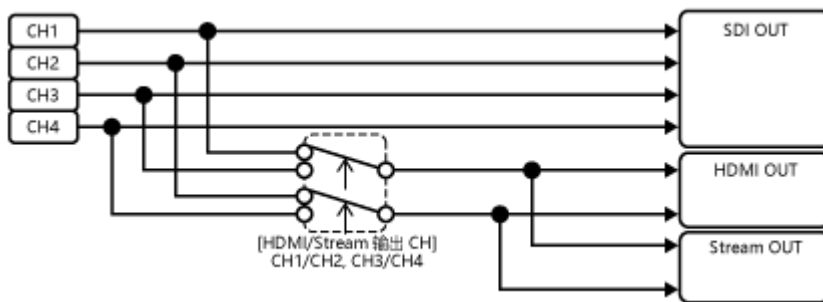 CH1
CH2
CH3
CH4
SDI OUT
HDMI OUT
Stream OUT
[HDMI/Stream 输出 CH]
CH1/CH2, CH3/CH4